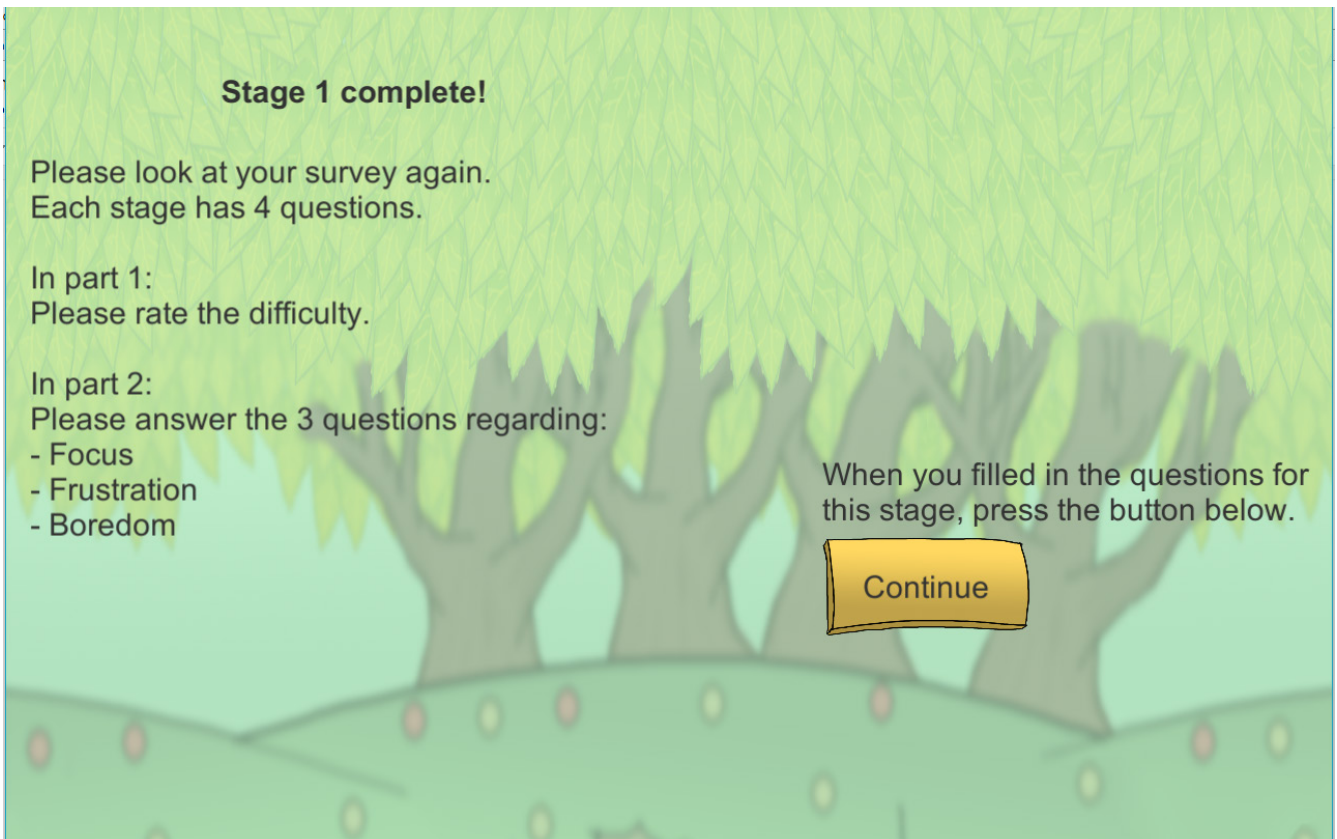 Stage 1 complete!
Please look at your survey again.
Each stage has 4 questions.
In part 1:
Please rate the difficulty.
In part 2:
Please answer the 3 questions regarding:
- Focus
- Frustration
- Boredom
When you filled in the questions for
this stage, press the button below.
Continue